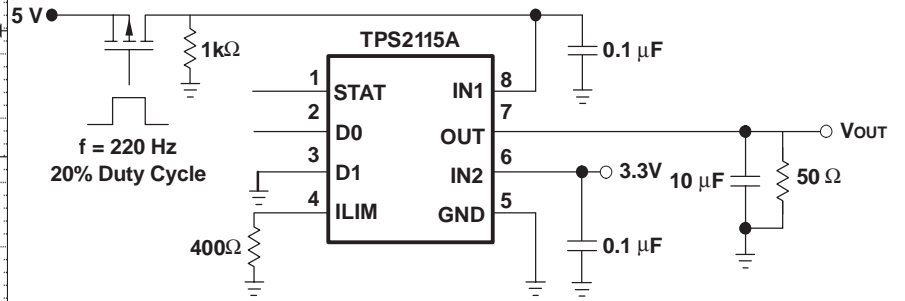 5 V
TPS2115A
1kΩ
0.1 µF
1
STAT
IN1
8
2
D0
OUT
7
VOUT
f = 220 Hz
20% Duty Cycle
3
D1
IN2
6
3.3V
10 µF
50 Ω
4
ILIM
GND
5
400Ω
0.1 µF